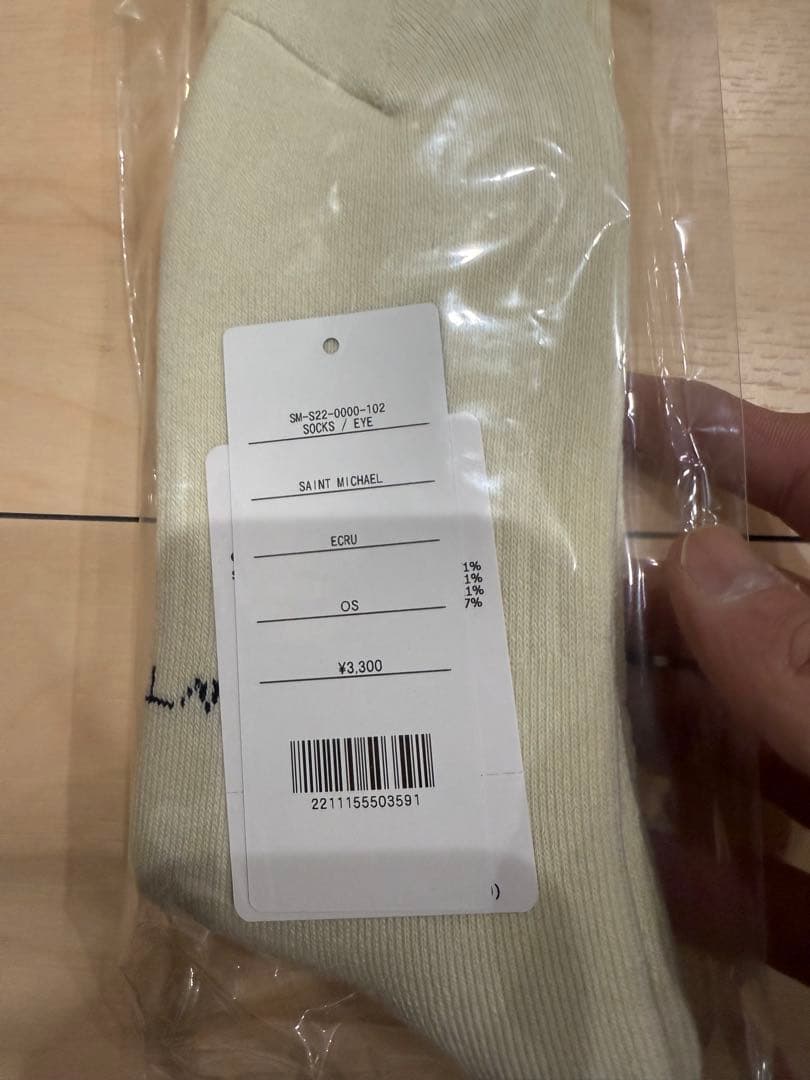 SM-S22-0000-102
SOCKS / EYE
SAINT MICHAEL
ECRU
1%
1%
1%
7%
OS
¥3,300
2211155503591